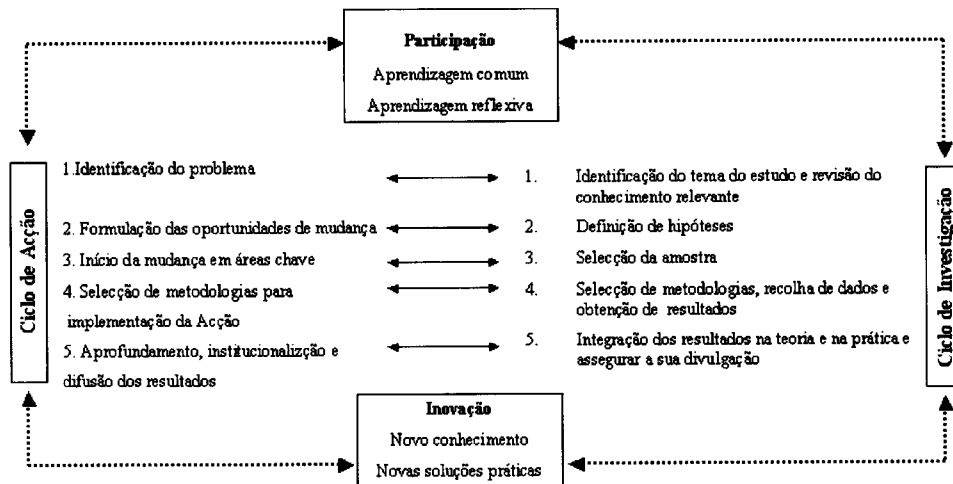 Participação
Aprendizagem comum
Aprendizagem reflexiva
Ciclo de Acção
1.Identificação do problema
2. Formulação das oportunidades de mudança
3. Início da mudança em áreas chave
4. Selecção de metodologias para
implementação da Acção
5. Aprofundamento, institucionalizção e
difusão dos resultados
1. Identificação do tema do estudo e revisão do
conhecimento relevante
2. Definição de hipóteses
3. Selecção da amostra
4. Selecção de metodologias, recolha de dados e
obtenção de resultados
5. Integração dos resultados na teoria e na prática e
assegurar a sua divulgação
Ciclo de Investigação
Inovação
Novo conhecimento
Novas soluções práticas